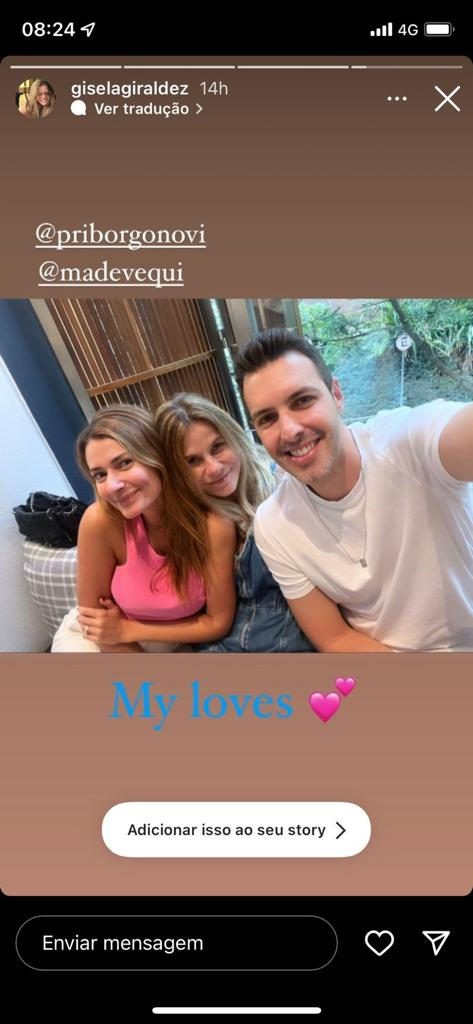 08:24
4G
giselagiraldez 14h
Ver tradução
@priborgonovi
@madevequi
My loves 💕
Adicionar isso ao seu story
Enviar mensagem